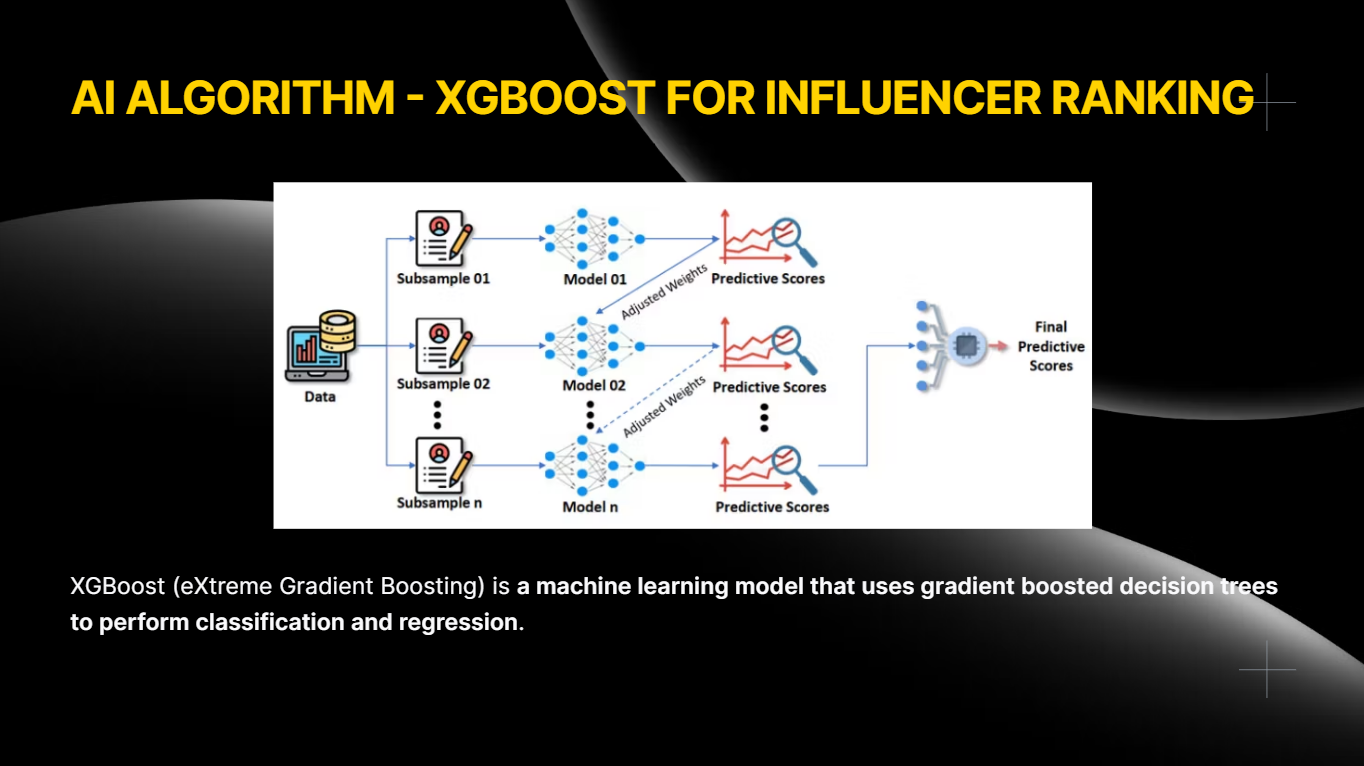 AI ALGORITHM - XGBOOST FOR INFLUENCER RANKING
Subsample 01
Model 01
Predictive Scores
Adjusted Weights
Data
Subsample 02
Model 02
Predictive Scores
Adjusted Weights
Final
Predictive
Scores
Subsample n
Model n
Predictive Scores
XGBoost (eXtreme Gradient Boosting) is a machine learning model that uses gradient boosted decision trees
to perform classification and regression.